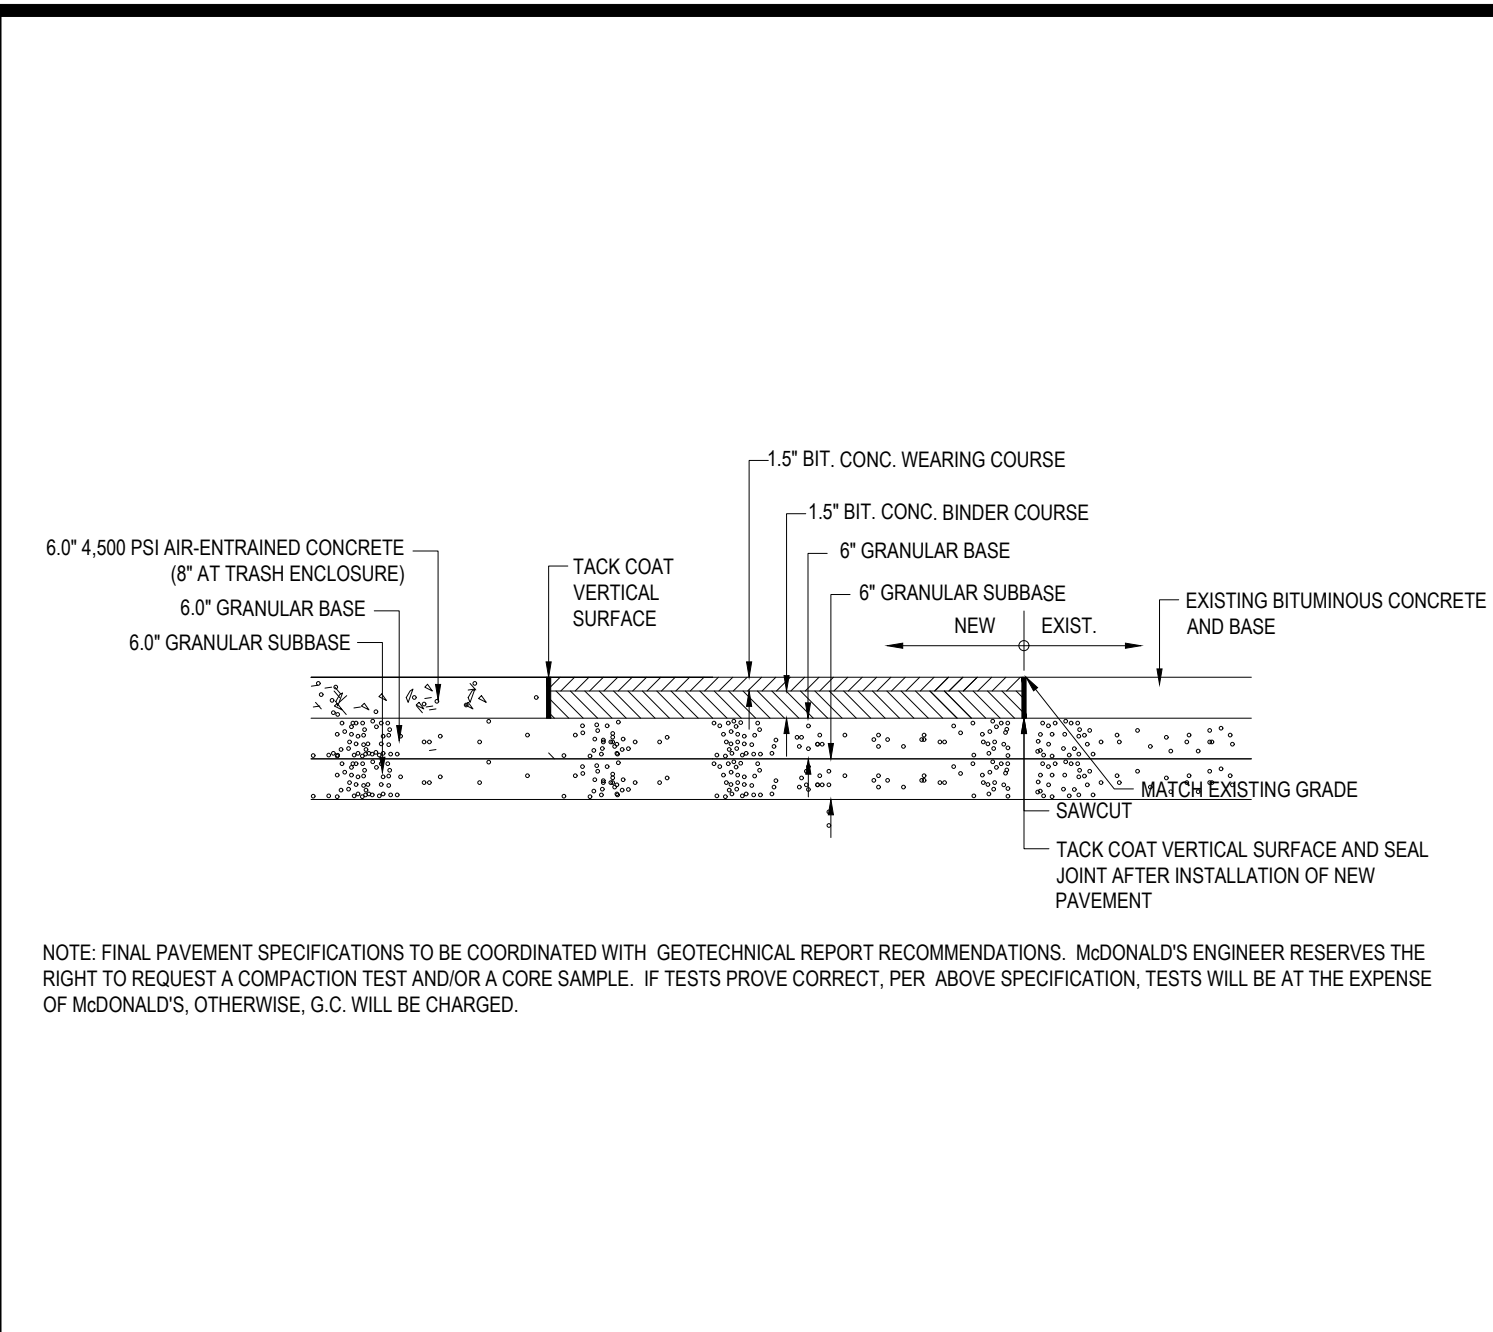 1.5" BIT. CONC. WEARING COURSE
1.5" BIT. CONC. BINDER COURSE
6.0" 4,500 PSI AIR-ENTRAINED CONCRETE
(8" AT TRASH ENCLOSURE)
6.0" GRANULAR BASE
6.0" GRANULAR SUBBASE
TACK COAT
VERTICAL
SURFACE
6" GRANULAR BASE
6" GRANULAR SUBBASE
NEW
EXIST.
EXISTING BITUMINOUS CONCRETE
AND BASE
MATCH EXISTING GRADE
SAWCUT
TACK COAT VERTICAL SURFACE AND SEAL
JOINT AFTER INSTALLATION OF NEW
PAVEMENT
NOTE: FINAL PAVEMENT SPECIFICATIONS TO BE COORDINATED WITH GEOTECHNICAL REPORT RECOMMENDATIONS. McDONALD'S ENGINEER RESERVES THE
RIGHT TO REQUEST A COMPACTION TEST AND/OR A CORE SAMPLE. IF TESTS PROVE CORRECT, PER ABOVE SPECIFICATION, TESTS WILL BE AT THE EXPENSE
OF McDONALD'S, OTHERWISE, G.C. WILL BE CHARGED.